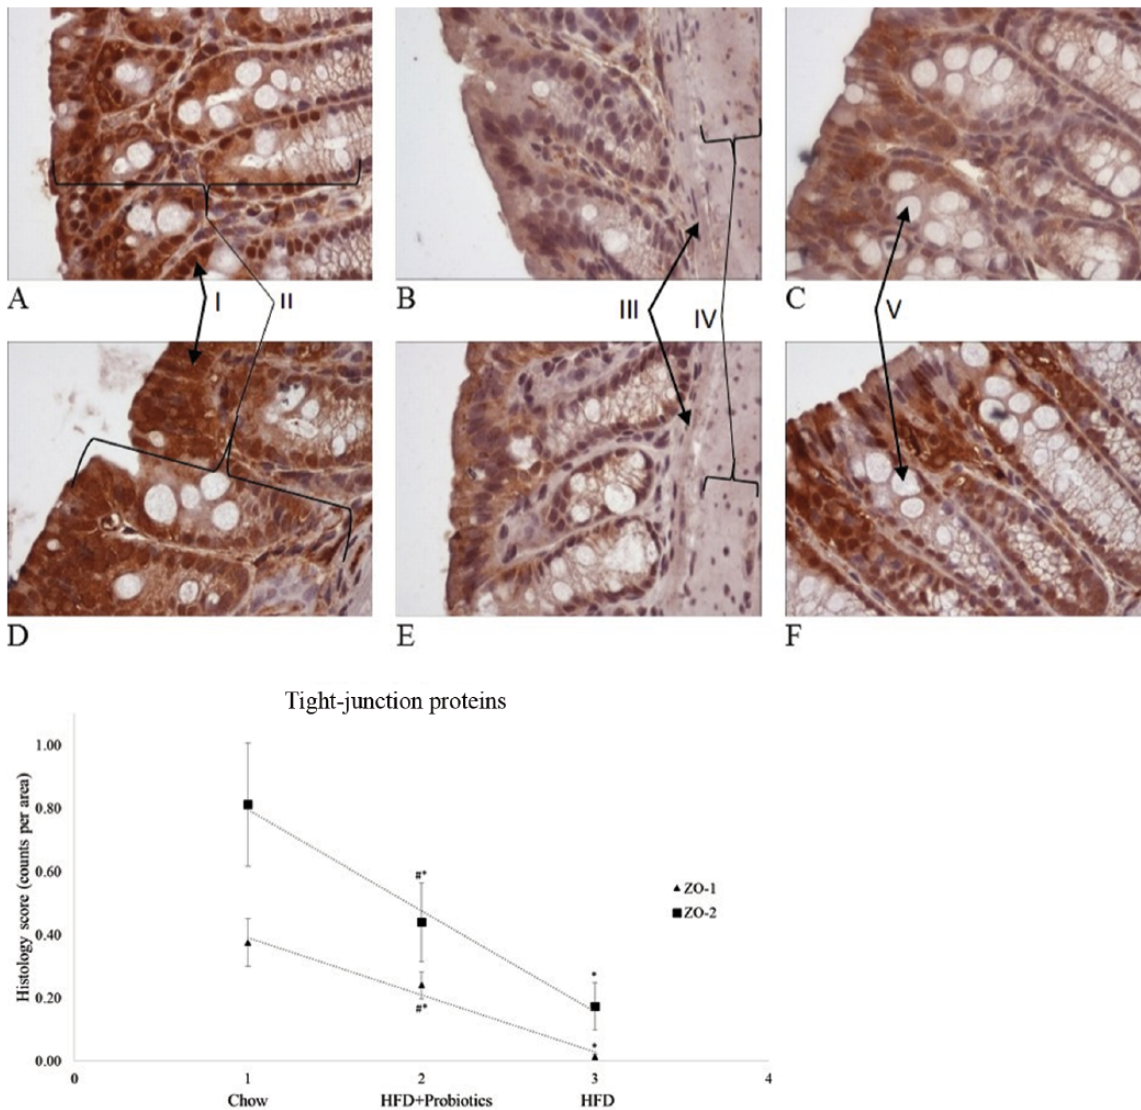 A
I
II
B
III
IV
C
V
D
E
F
Tight-junction proteins
Histology score (counts per area)
1.00
0.80
0.60
0.40
0.20
0.00
#*
#*
*
*
ZO-1
ZO-2
0
1
2
3
4
Chow
HFD+Probiotics
HFD